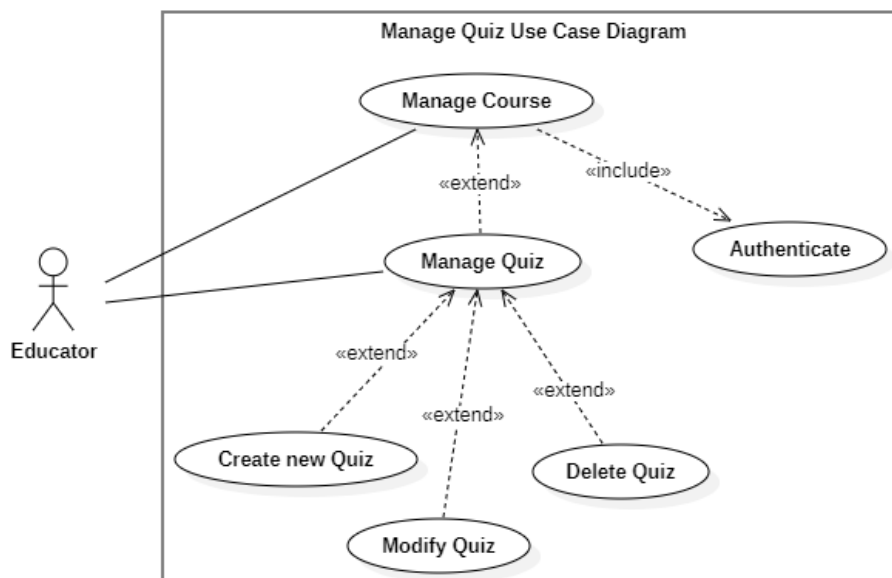 Manage Quiz Use Case Diagram
Manage Course
«extend»
«include»
Manage Quiz
Authenticate
Educator
«extend»
«extend»
«extend»
Create new Quiz
Delete Quiz
Modify Quiz